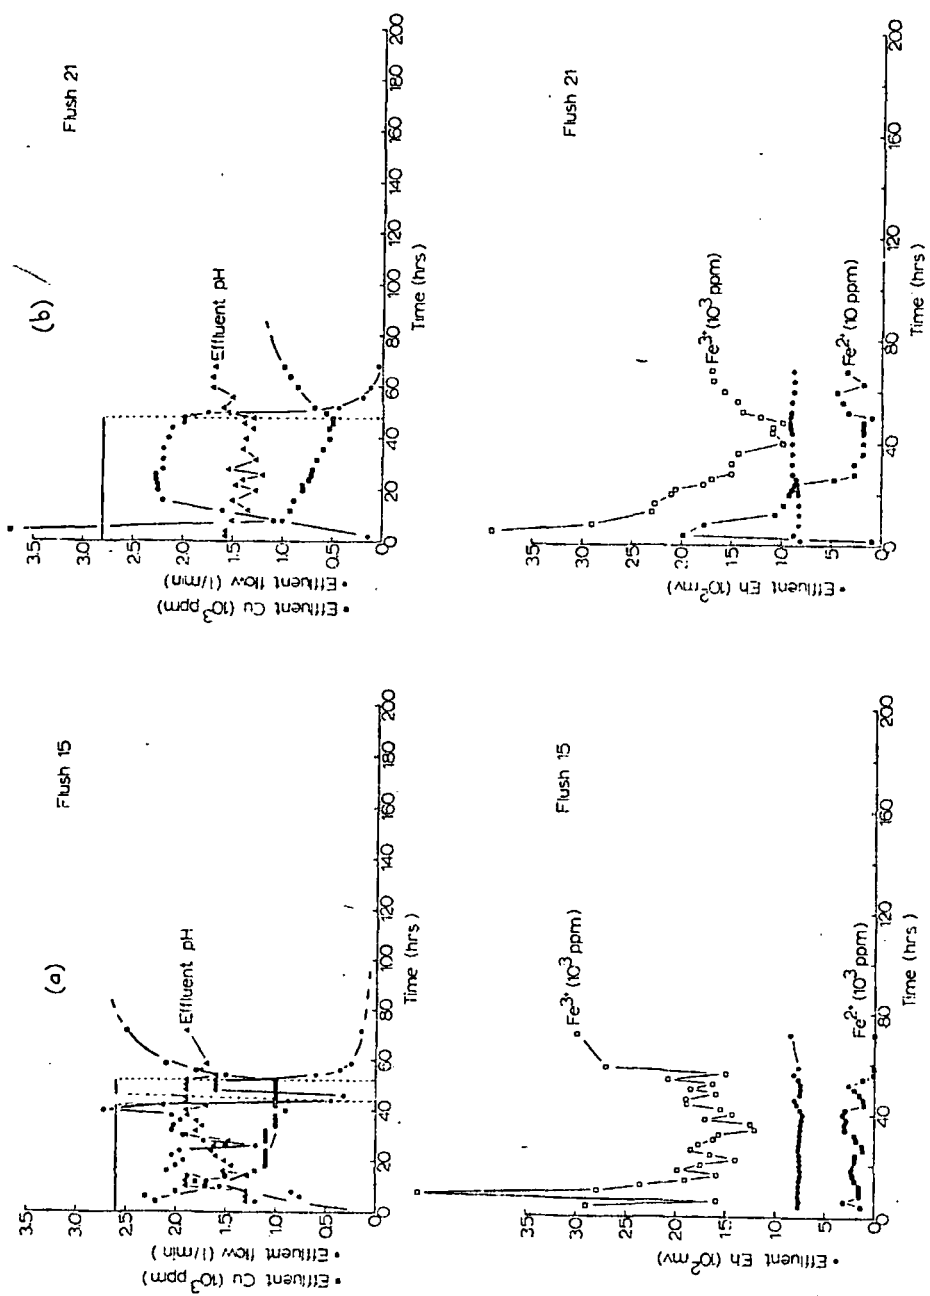 (a)
Flush 15
3.5
3.0
2.5
2.0
1.5
1.0
0.5
0
Effluent pH
• Effluent Cu (10³ ppm)
• Effluent flow (l/min)
0 20 40 60 80 100 120 140 160 180 200
Time (hrs)
Flush 15
35
25
20
15
10
5
0
Fe³⁺ (10³ ppm)
Fe²⁺ (10³ ppm)
• Effluent Eh (10² mv)
0 40 80 120 160 200
Time (hrs)
(b)
Flush 21
3.5
3.0
2.5
2.0
1.5
1.0
0.5
0
Effluent pH
• Effluent Cu (10³ ppm)
• Effluent flow (l/min)
0 20 40 60 80 100 120 140 160 180 200
Time (hrs)
Flush 21
35
25
20
15
10
5
0
Fe³⁺ (10³ ppm)
Fe²⁺ (10 ppm)
• Effluent Eh (10² mv)
0 40 80 120 160 200
Time (hrs)